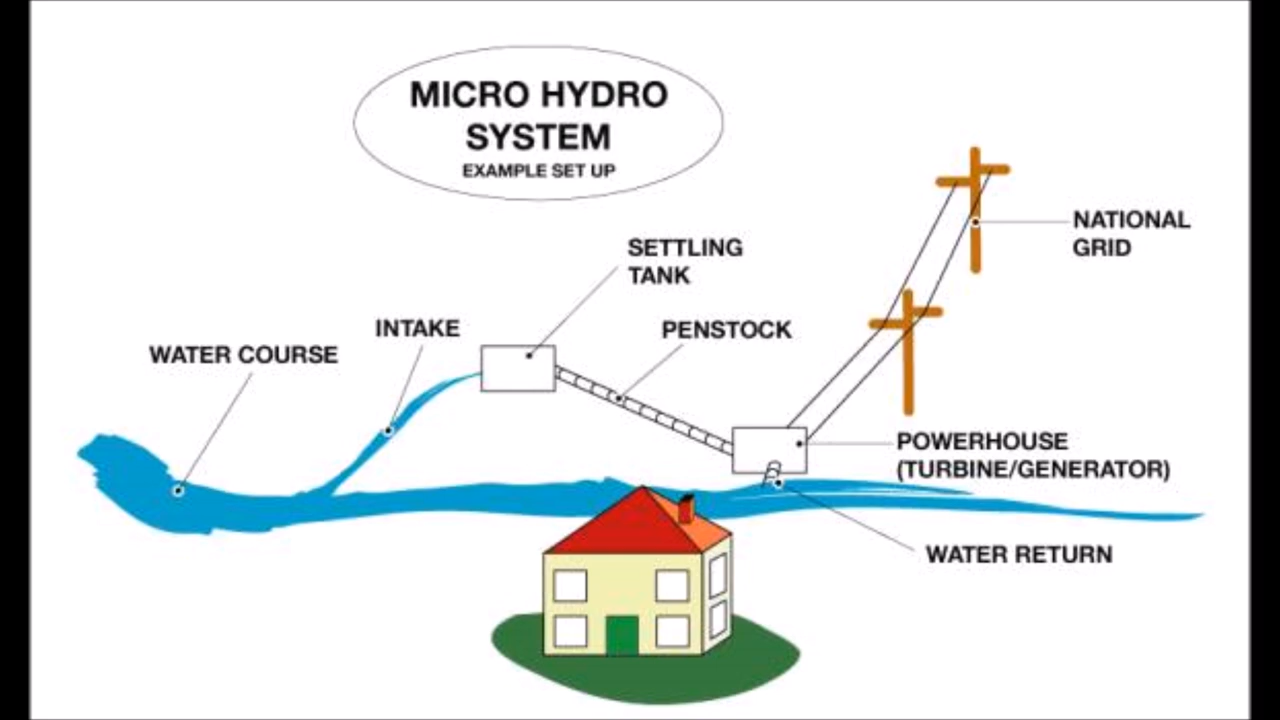 MICRO HYDRO
SYSTEM
EXAMPLE SET UP
NATIONAL
GRID
SETTLING
TANK
INTAKE
PENSTOCK
WATER COURSE
POWERHOUSE
(TURBINE/GENERATOR)
WATER RETURN